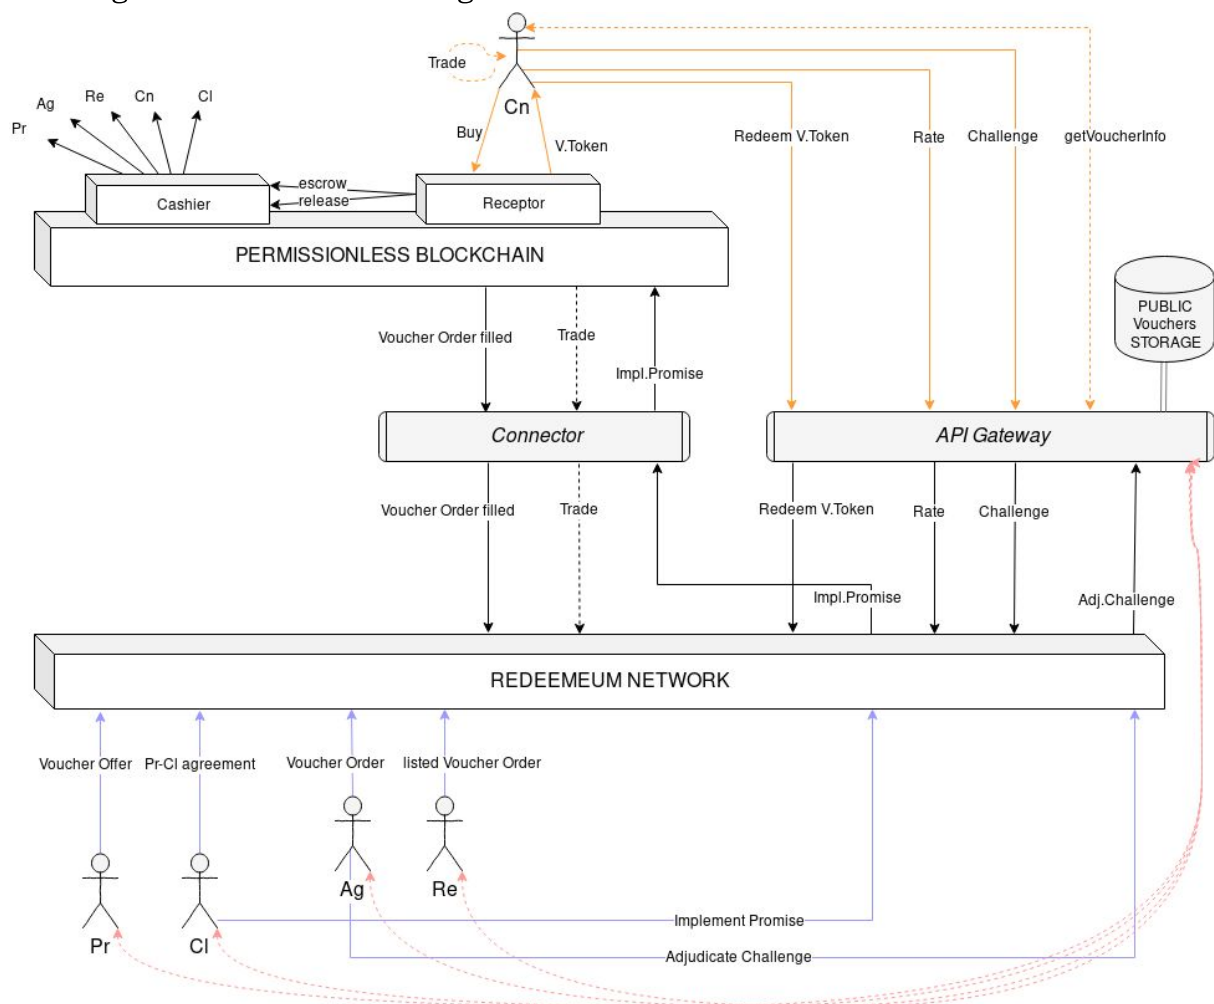 Trade
Cn
Ag
Re
Cn
Cl
Pr
Buy
V.Token
Redeem V.Token
Rate
Challenge
getVoucherInfo
escrow
release
Cashier
Receptor
PERMISSIONLESS BLOCKCHAIN
PUBLIC
Vouchers
STORAGE
Voucher Order filled
Trade
Impl.Promise
Connector
API Gateway
Voucher Order filled
Trade
Redeem V.Token
Rate
Challenge
Impl.Promise
Adj.Challenge
REDEEMEUM NETWORK
Voucher Offer
Pr-Cl agreement
Voucher Order
listed Voucher Order
Ag
Re
Implement Promise
Pr
Cl
Adjudicate Challenge